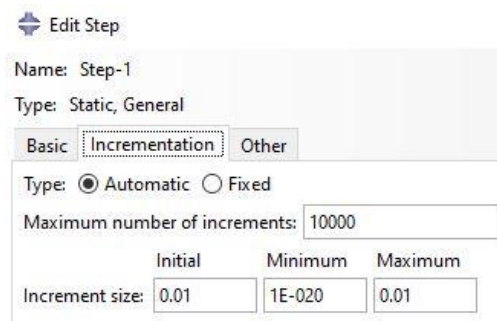 Edit Step
Name: Step-1
Type: Static, General
Basic Incrementation Other
Type: Automatic Fixed
Maximum number of increments: 10000
Initial Minimum Maximum
Increment size: 0.01 1E-020 0.01